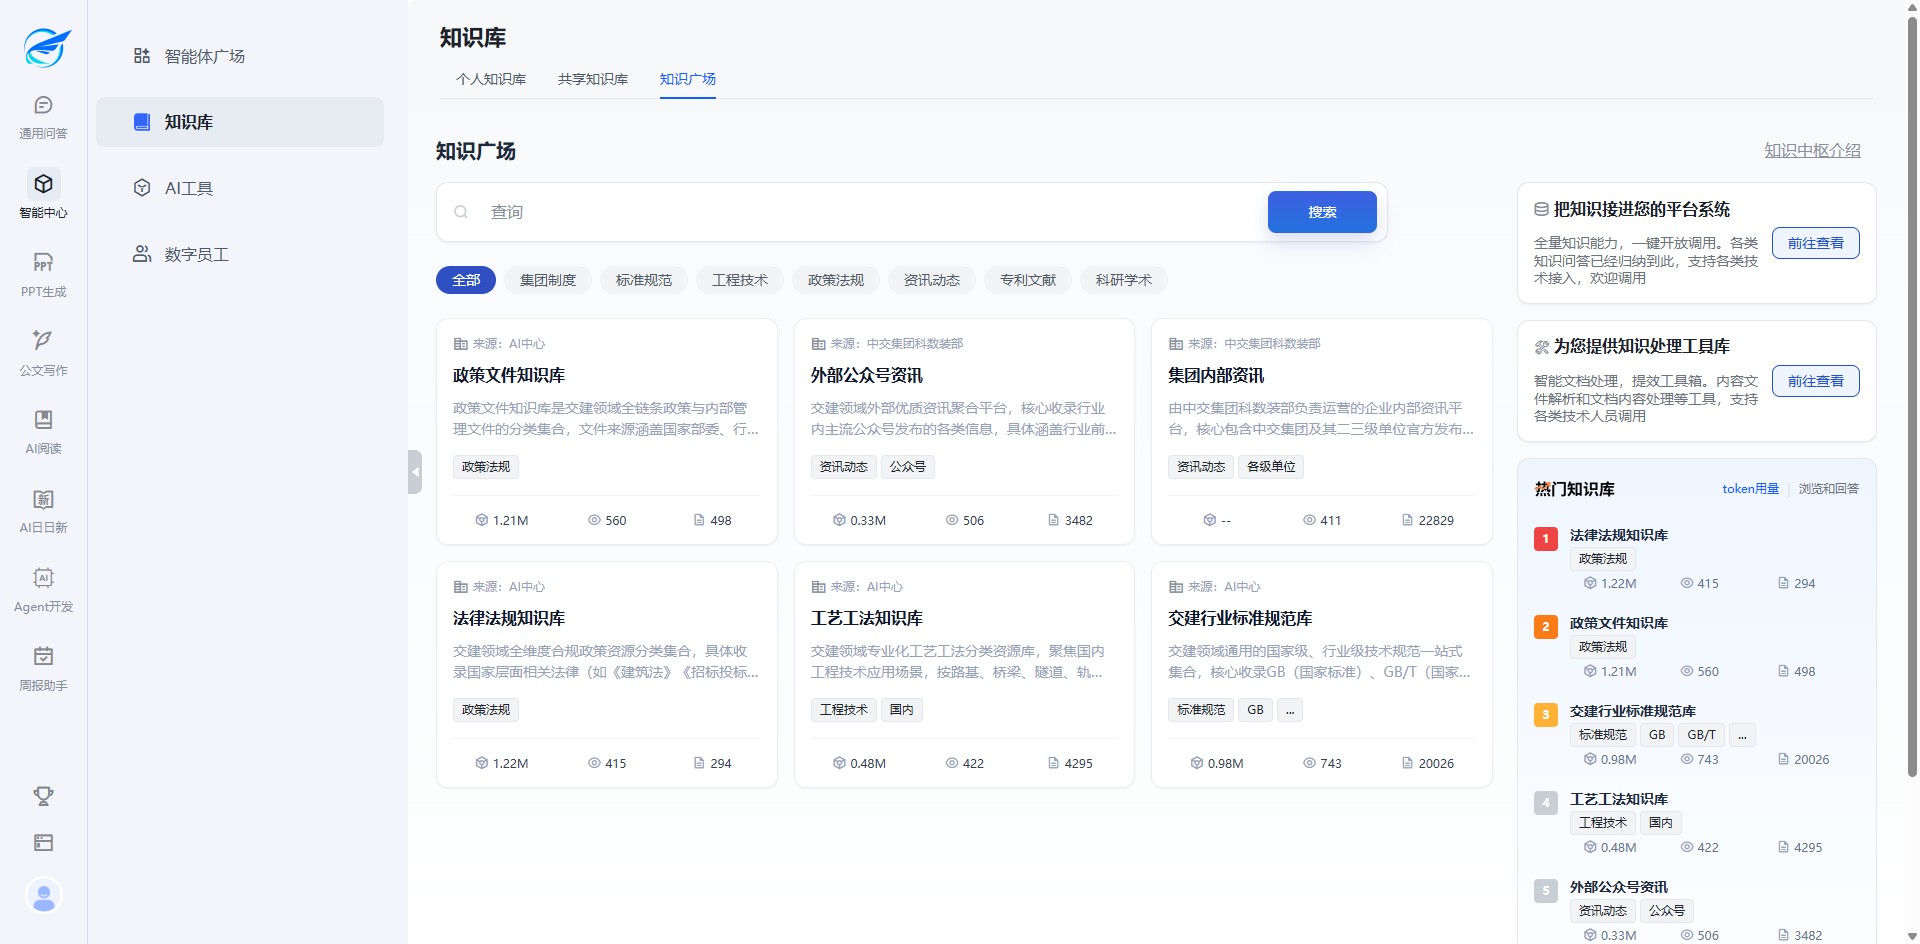 通用问答
智能中心
PPT
PPT生成
公文写作
AI阅读
新
AI日日新
AI
Agent开发
周报助手
智能体广场
知识库
AI工具
数字员工
知识库
个人知识库 共享知识库 知识广场
知识广场
知识中枢介绍
查询
搜索
全部 集团制度 标准规范 工程技术 政策法规 资讯动态 专利文献 科研学术
来源：AI中心
政策文件知识库
政策文件知识库是交建领域全链条政策与内部管
理文件的分类集合，文件来源涵盖国家部委、行...
政策法规
1.21M 560 498
来源：中交集团科数装部
外部公众号资讯
交建领域外部优质资讯聚合平台，核心收录行业
内主流公众号发布的各类信息，具体涵盖行业前...
资讯动态 公众号
0.33M 506 3482
来源：中交集团科数装部
集团内部资讯
由中交集团科数装部负责运营的企业内部资讯平
台，核心包含中交集团及其二三级单位官方发布...
资讯动态 各级单位
-- 411 22829
来源：AI中心
法律法规知识库
交建领域全维度合规政策资源分类集合，具体收
录国家层面相关法律（如《建筑法》《招标投标...
政策法规
1.22M 415 294
来源：AI中心
工艺工法知识库
交建领域专业化工艺工法分类资源库，聚焦国内
工程技术应用场景，按路基、桥梁、隧道、轨...
工程技术 国内
0.48M 422 4295
来源：AI中心
交建行业标准规范库
交建领域通用的国家级、行业级技术规范一站式
集合，核心收录GB（国家标准）、GB/T（国家...
标准规范 GB ...
0.98M 743 20026
把知识接进您的平台系统
全量知识能力，一键开放调用。各类
知识问答已经归纳到此，支持各类技
术接入，欢迎调用
前往查看
为您提供知识处理工具库
智能文档处理，提效工具箱。内容文
件解析和文档内容处理等工具，支持
各类技术人员调用
前往查看
热门知识库
token用量 浏览和回答
1 法律法规知识库
政策法规
1.22M 415 294
2 政策文件知识库
政策法规
1.21M 560 498
3 交建行业标准规范库
标准规范 GB GB/T ...
0.98M 743 20026
4 工艺工法知识库
工程技术 国内
0.48M 422 4295
5 外部公众号资讯
资讯动态 公众号
0.33M 506 3482